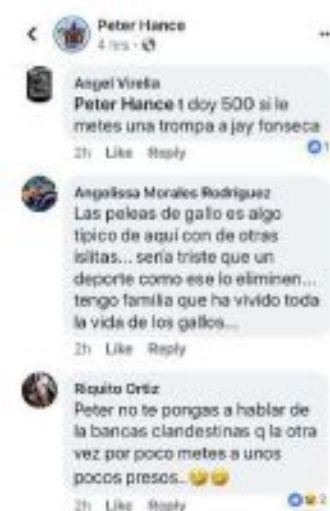 Peter Hance
4 hrs
Angel Virella
Peter Hance t doy 500 si le
metes una trompa a jay fonseca
2h Like Reply
1
Angelissa Morales Rodriguez
Las peleas de gallo es algo
tipico de aqui con de otras
islitas... sería triste que un
deporte como ese lo eliminen...
tengo familia que ha vivido toda
la vida de los gallos...
2h Like Reply
Riquito Ortiz
Peter no te pongas a hablar de
la bancas clandestinas q la otra
vez por poco metes a unos
pocos presos..
2h Like Reply
2